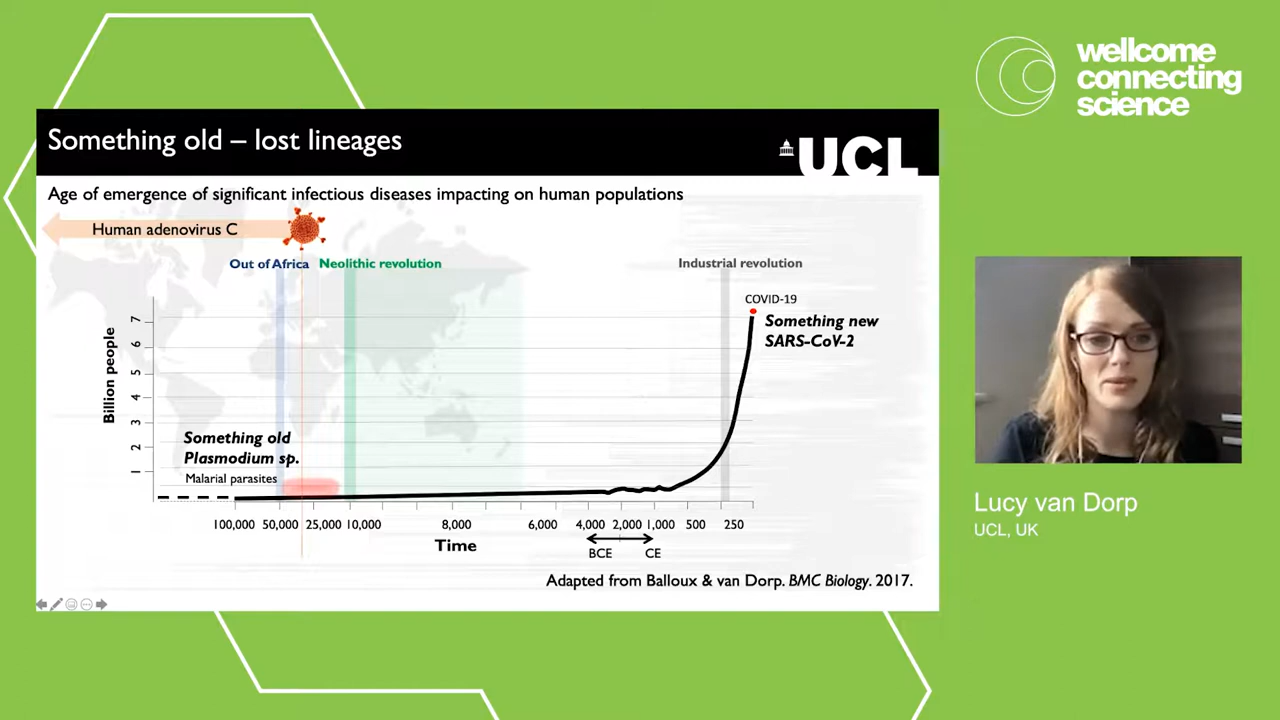 wellcome
connecting
science
Something old – lost lineages
UCL
Age of emergence of significant infectious diseases impacting on human populations
Human adenovirus C
Out of Africa
Neolithic revolution
Industrial revolution
COVID-19
Something new
SARS-CoV-2
Billion people
7
6
5
4
3
2
1
Something old
Plasmodium sp.
Malarial parasites
100,000 50,000 25,000 10,000 8,000 6,000 4,000 2,000 1,000 500 250
Time
BCE CE
Adapted from Balloux & van Dorp. BMC Biology. 2017.
Lucy van Dorp
UCL, UK